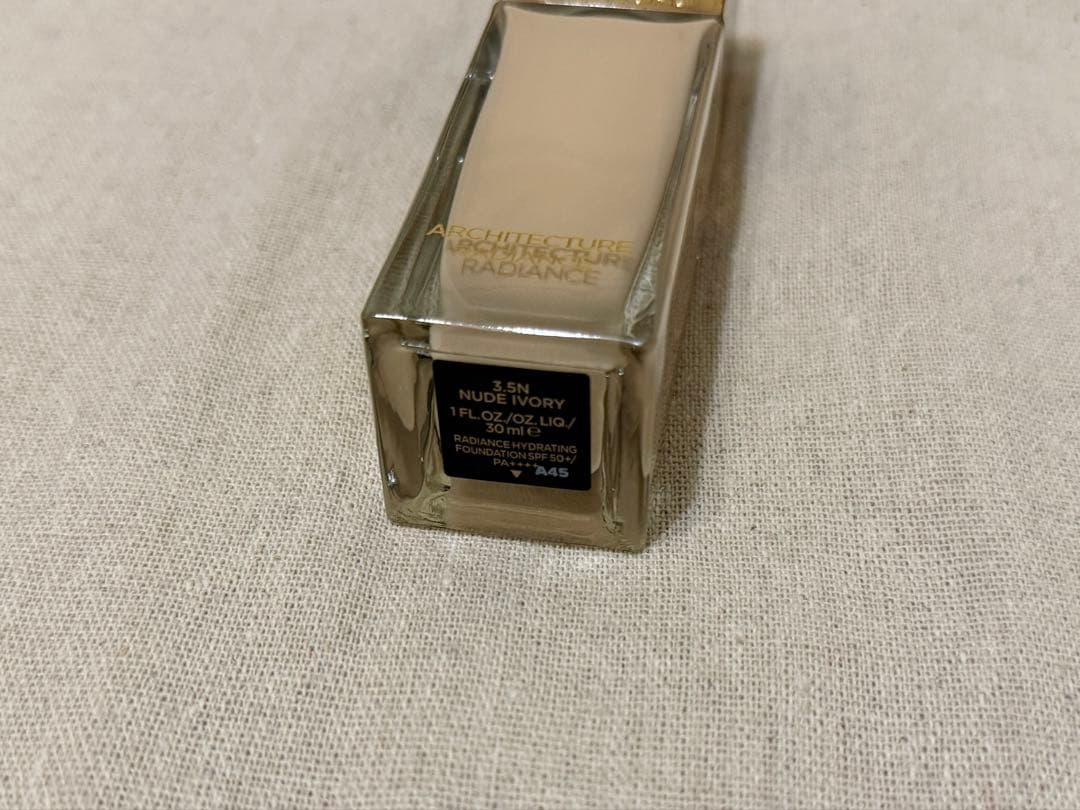 ARCHITECTURE
RADIANCE
3.5N
NUDE IVORY
1 FL.OZ./OZ. LIQ./
30 ml ℮
RADIANCE HYDRATING
FOUNDATION SPF 50+/
PA++++
A45